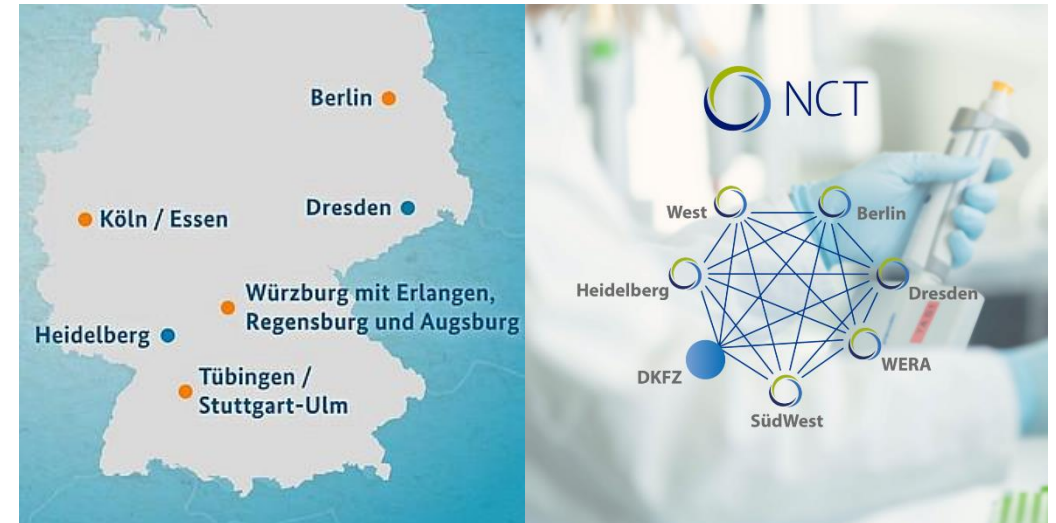 Berlin
Dresden
Köln / Essen
Würzburg mit Erlangen,
Regensburg und Augsburg
Heidelberg
Tübingen /
Stuttgart-Ulm
NCT
West
Berlin
Heidelberg
Dresden
WERA
DKFZ
SüdWest